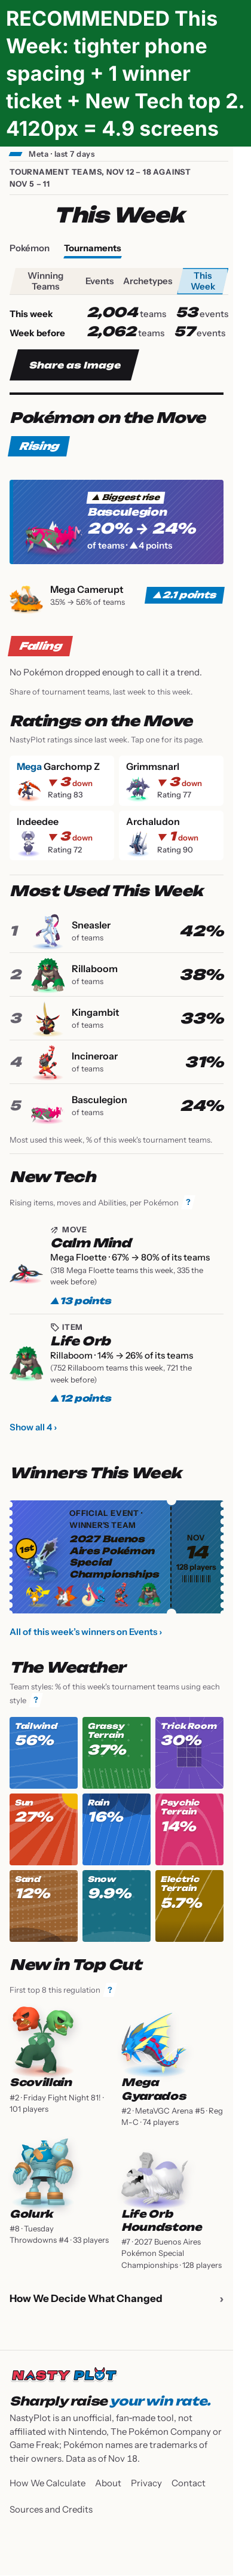 RECOMMENDED This
Week: tighter phone
spacing + 1 winner
ticket + New Tech top 2.
4120px = 4.9 screens
Meta · last 7 days
TOURNAMENT TEAMS, NOV 12 – 18 AGAINST
NOV 5 – 11
This Week
Pokémon Tournaments
Winning Teams Events Archetypes This Week
This week 2,004 teams 53 events
Week before 2,062 teams 57 events
Share as Image
Pokémon on the Move
Rising
▲ Biggest rise
Basculegion
20% → 24%
of teams · ▲4 points
Mega Camerupt
3.5% → 5.6% of teams
▲2.1 points
Falling
No Pokémon dropped enough to call it a trend.
Share of tournament teams, last week to this week.
Ratings on the Move
NastyPlot ratings since last week. Tap one for its page.
Mega Garchomp Z
▼ 3 down
Rating 83
Grimmsnarl
▼ 3 down
Rating 77
Indeedee
▼ 3 down
Rating 72
Archaludon
▼ 1 down
Rating 90
Most Used This Week
1 Sneasler 42%
of teams
2 Rillaboom 38%
of teams
3 Kingambit 33%
of teams
4 Incineroar 31%
of teams
5 Basculegion 24%
of teams
Most used this week, % of this week's tournament teams.
New Tech
Rising items, moves and Abilities, per Pokémon ?
MOVE
Calm Mind
Mega Floette · 67% → 80% of its teams
(318 Mega Floette teams this week, 335 the
week before)
▲13 points
ITEM
Life Orb
Rillaboom · 14% → 26% of its teams
(752 Rillaboom teams this week, 721 the
week before)
▲12 points
Show all 4 ›
Winners This Week
1st
OFFICIAL EVENT ·
WINNER'S TEAM
2027 Buenos
Aires Pokémon
Special
Championships
NOV
14
128 players
All of this week's winners on Events ›
The Weather
Team styles: % of this week's tournament teams using each
style ?
Tailwind
56%
Grassy
Terrain
37%
Trick Room
30%
Sun
27%
Rain
16%
Psychic
Terrain
14%
Sand
12%
Snow
9.9%
Electric
Terrain
5.7%
New in Top Cut
First top 8 this regulation ?
Scovillain
#2 · Friday Fight Night 81! ·
101 players
Mega
Gyarados
#2 · MetaVGC Arena #5 · Reg
M-C · 74 players
Golurk
#8 · Tuesday
Throwdowns #4 · 33 players
Life Orb
Houndstone
#7 · 2027 Buenos Aires
Pokémon Special
Championships · 128 players
How We Decide What Changed ›
NASTY PLOT
Sharply raise your win rate.
NastyPlot is an unofficial, fan-made tool, not
affiliated with Nintendo, The Pokémon Company or
Game Freak; Pokémon names are trademarks of
their owners. Data as of Nov 18.
How We Calculate About Privacy Contact
Sources and Credits